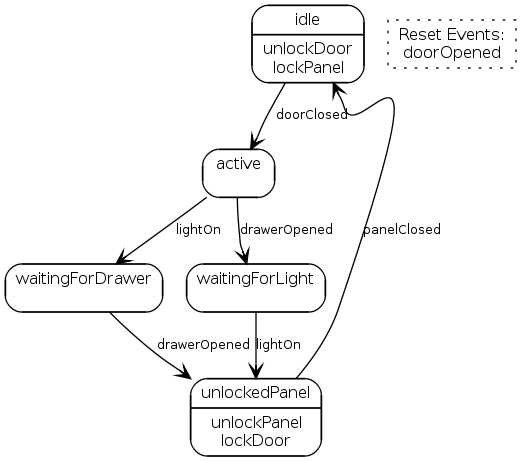 idle
unlockDoor
lockPanel
Reset Events:
doorOpened
doorClosed
active
lightOn
drawerOpened
panelClosed
waitingForDrawer
waitingForLight
drawerOpened
lightOn
unlockedPanel
unlockPanel
lockDoor